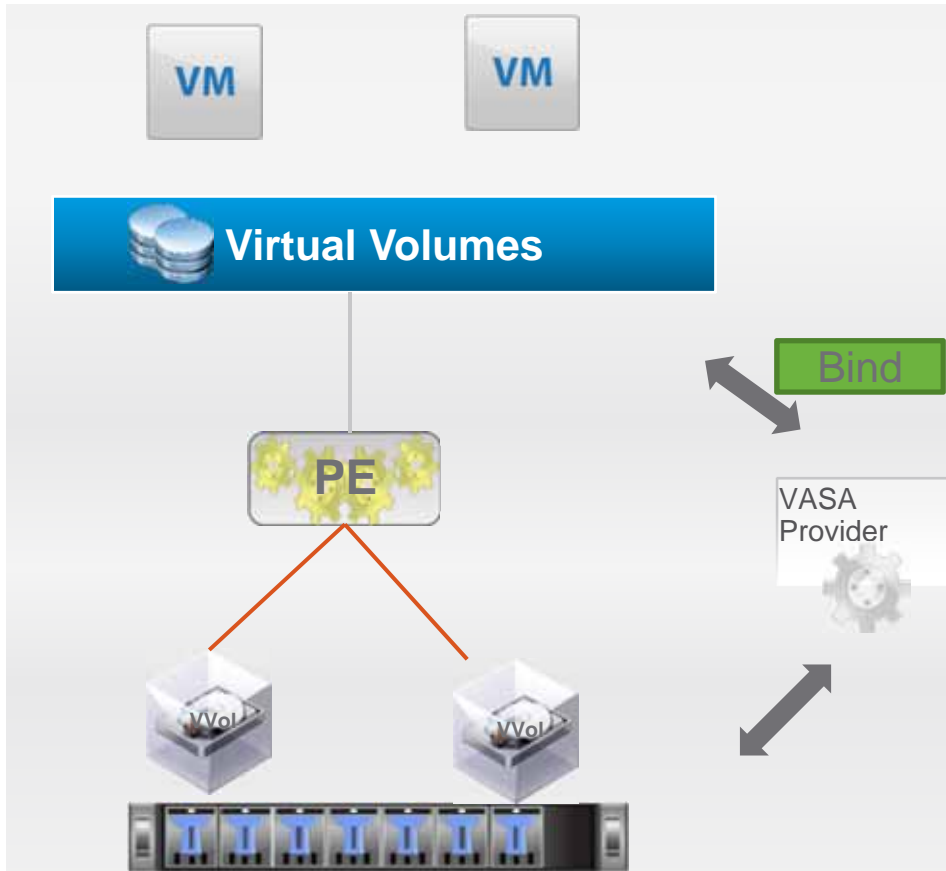 VM
VM
Virtual Volumes
Bind
PE
VASA
Provider
VVol
VVol